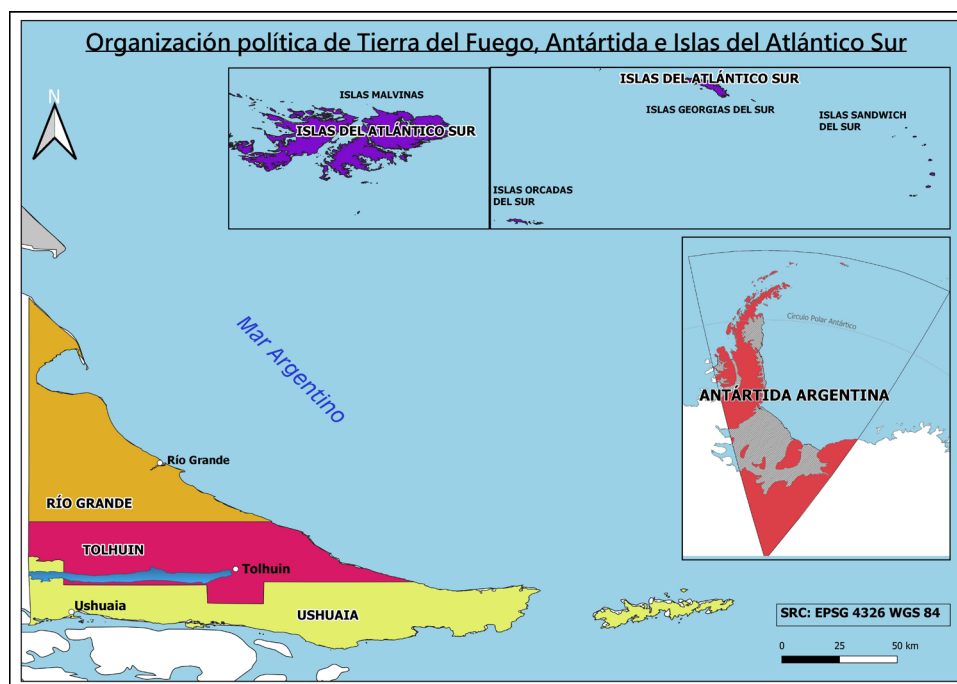 Organización política de Tierra del Fuego, Antártida e Islas del Atlántico Sur
N
ISLAS MALVINAS
ISLAS DEL ATLÁNTICO SUR
ISLAS DEL ATLÁNTICO SUR
ISLAS GEORGIAS DEL SUR
ISLAS SANDWICH
DEL SUR
ISLAS ORCADAS
DEL SUR
Círculo Polar Antártico
ANTÁRTIDA ARGENTINA
Mar Argentino
Río Grande
RÍO GRANDE
TOLHUIN
Tolhuin
Ushuaia
USHUAIA
SRC: EPSG 4326 WGS 84
0 25 50 km